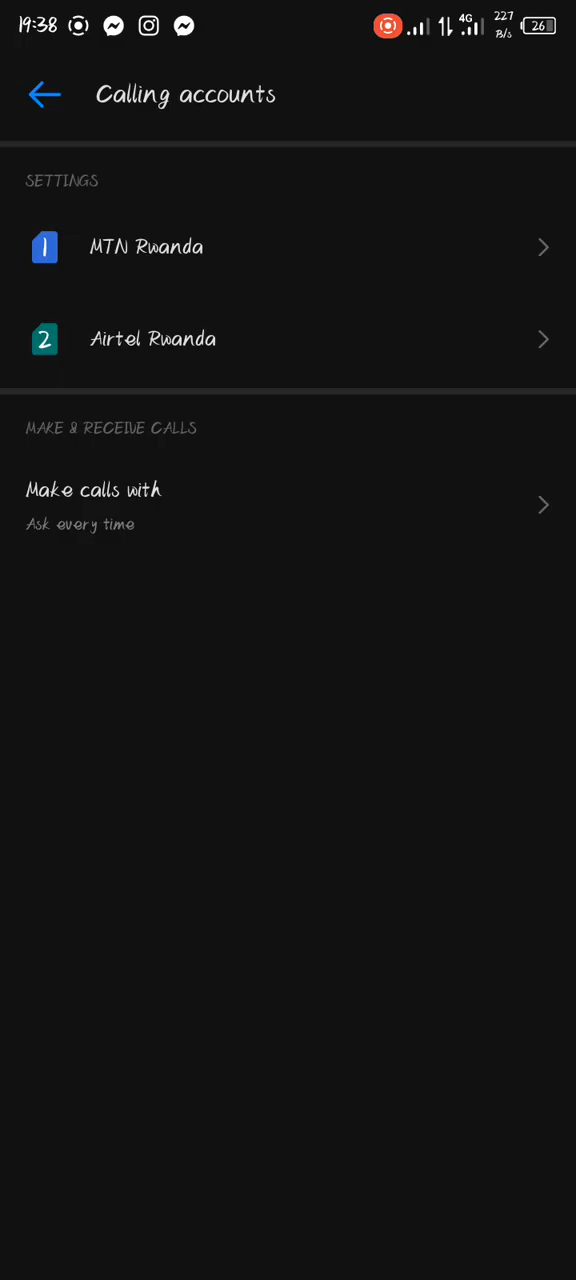 19:38 4G 227 B/s 26
Calling accounts
SETTINGS
1 MTN Rwanda
2 Airtel Rwanda
MAKE & RECEIVE CALLS
Make calls with
Ask every time